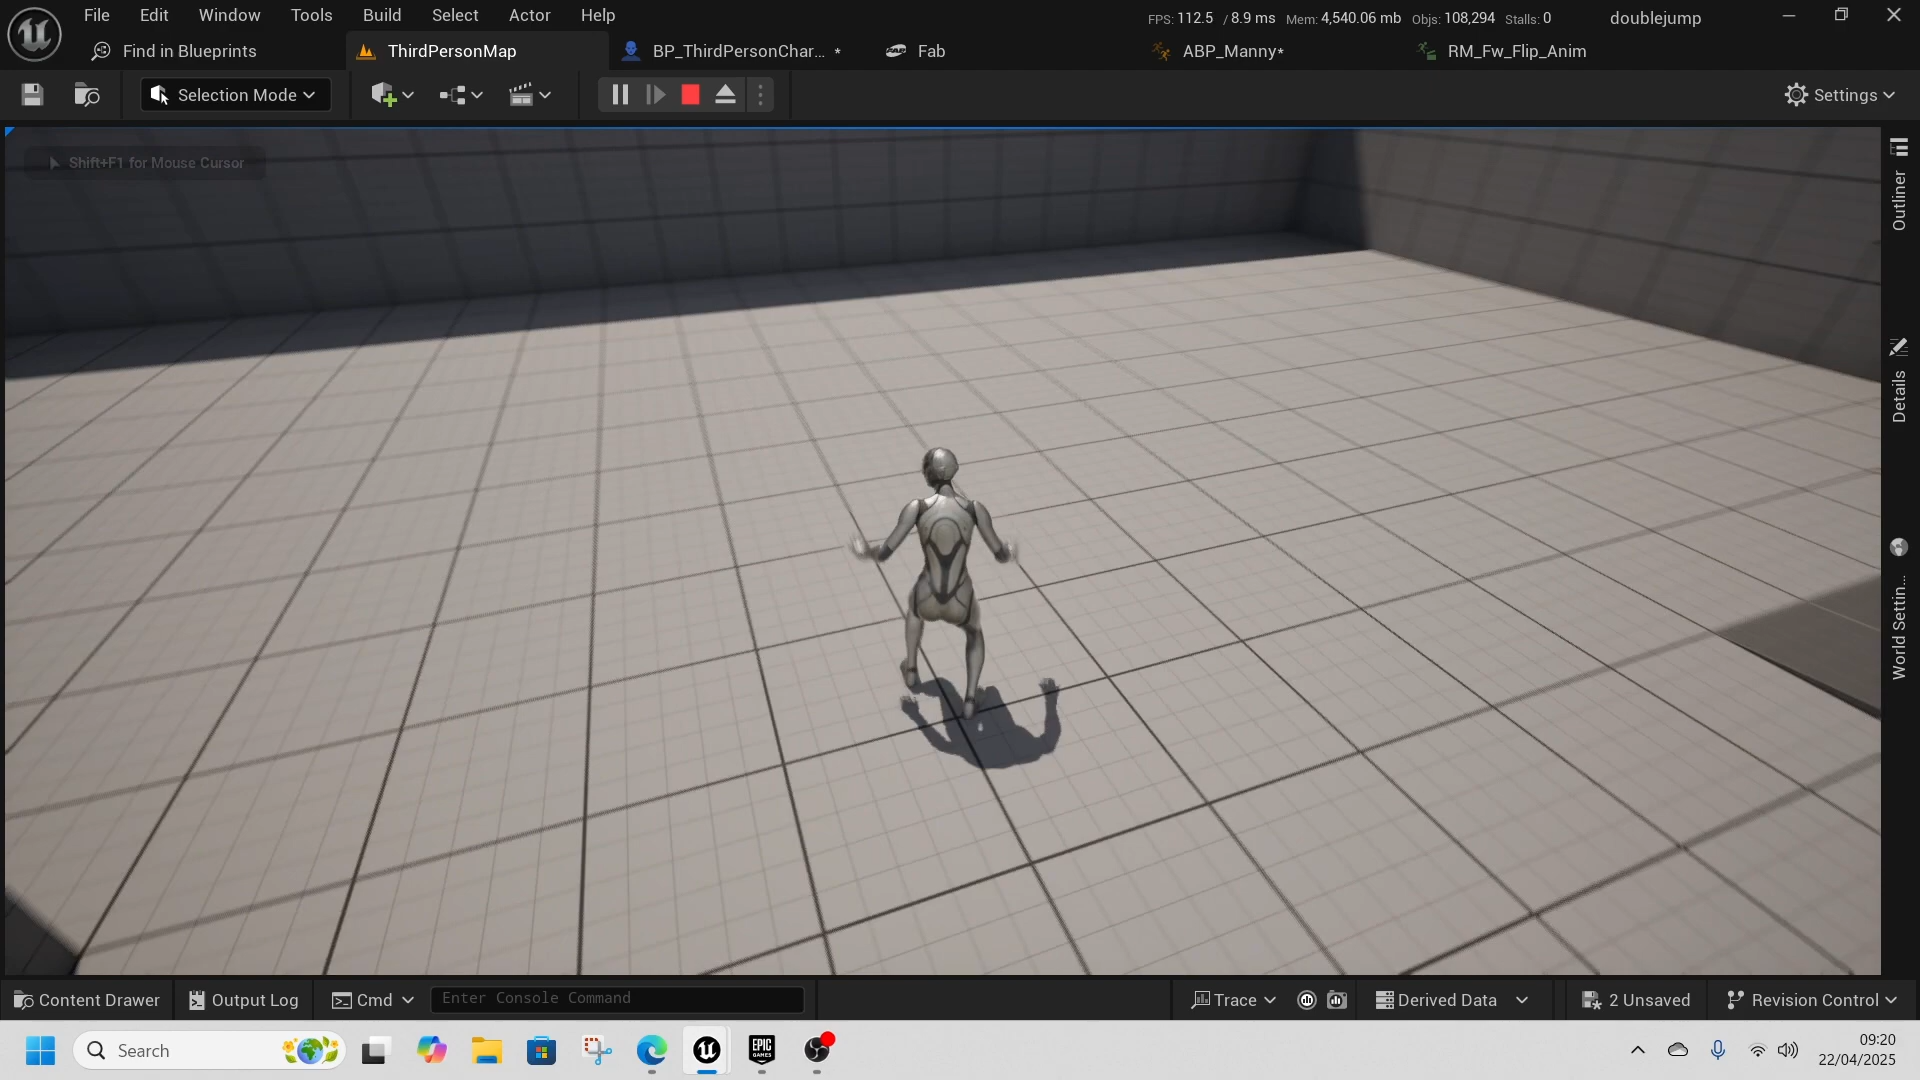 File Edit Window Tools Build Select Actor Help
FPS: 112.5 / 8.9 ms Mem: 4,540.06 mb Objs: 108,294 Stalls: 0 doublejump
Find in Blueprints ThirdPersonMap BP_ThirdPersonChar... * Fab ABP_Manny* RM_Fw_Flip_Anim
Selection Mode Settings
Shift+F1 for Mouse Cursor
Outliner
Details
World Settin...
Content Drawer Output Log Cmd Enter Console Command Trace Derived Data 2 Unsaved Revision Control
Search EPIC GAMES
09:20
22/04/2025